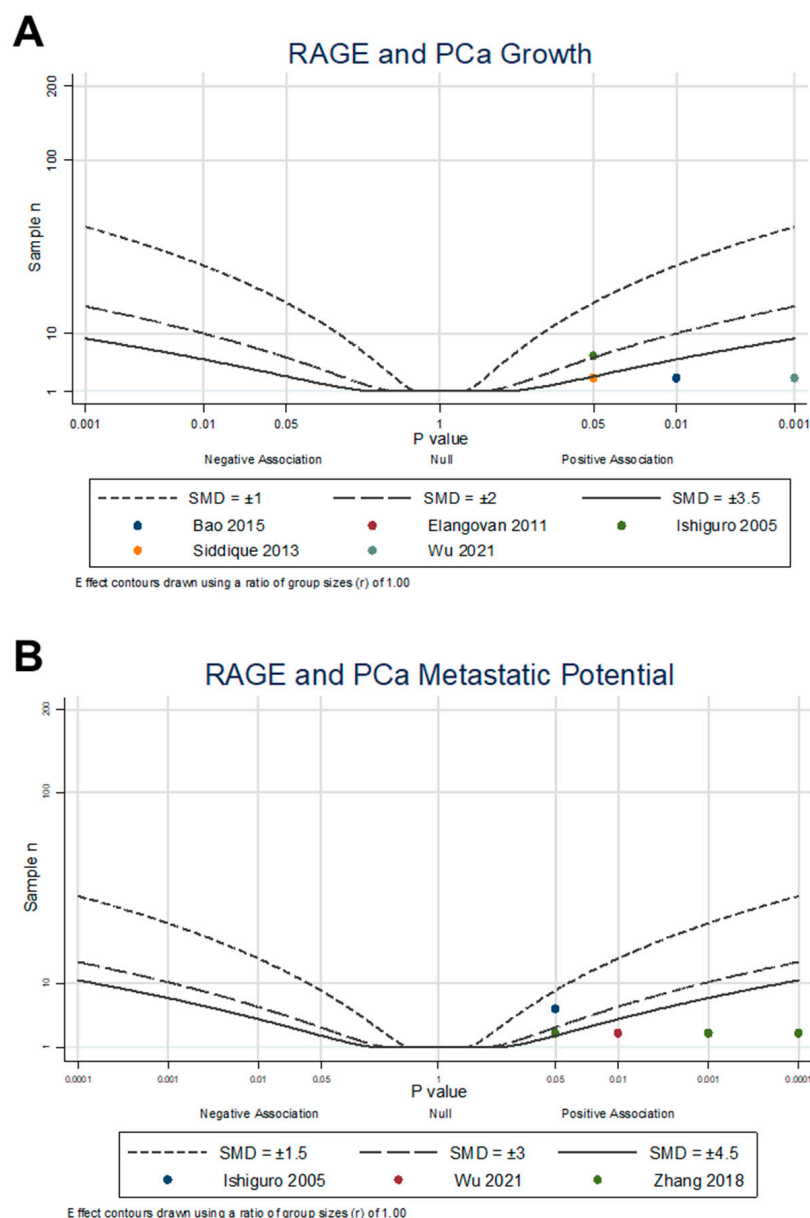 A
RAGE and PCa Growth
200
100
10
1
Sample n
0.001 0.01 0.05 1 0.05 0.01 0.001
P value
Negative Association Null Positive Association
SMD = ±1 SMD = ±2 SMD = ±3.5
Bao 2015 Elangovan 2011 Ishiguro 2005
Siddique 2013 Wu 2021
Effect contours drawn using a ratio of group sizes (r) of 1.00
B
RAGE and PCa Metastatic Potential
200
100
10
1
Sample n
0.0001 0.001 0.01 0.05 1 0.05 0.01 0.001 0.0001
P value
Negative Association Null Positive Association
SMD = ±1.5 SMD = ±3 SMD = ±4.5
Ishiguro 2005 Wu 2021 Zhang 2018
Effect contours drawn using a ratio of group sizes (r) of 1.00